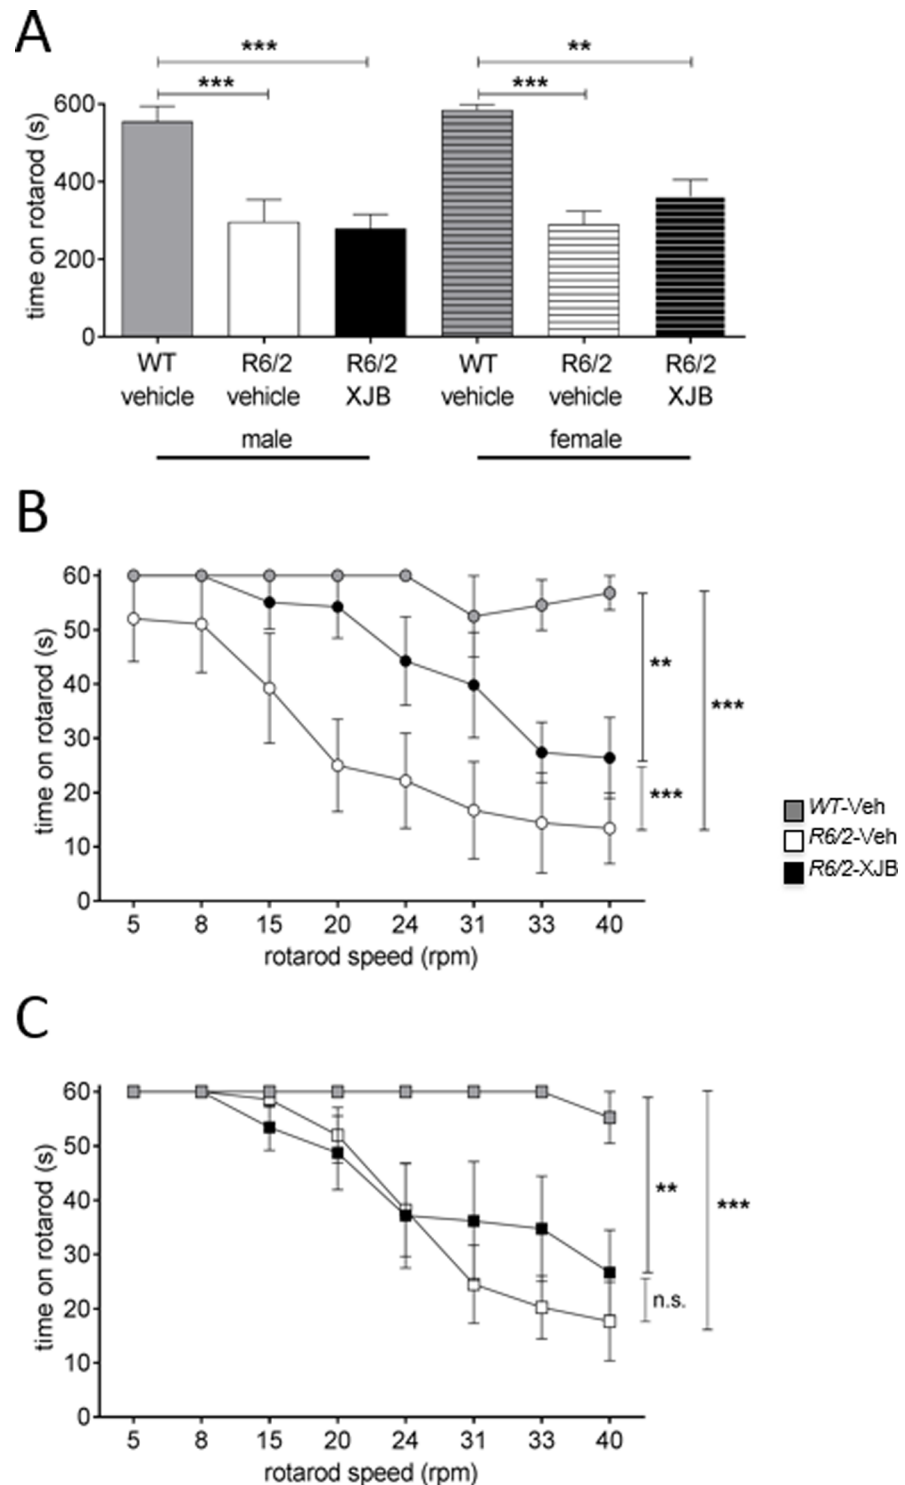 A
*** **
*** ***
time on rotarod (s)
600
400
200
0
WT R6/2 R6/2 WT R6/2 R6/2
vehicle vehicle XJB vehicle vehicle XJB
male female
B
time on rotarod (s)
60
50
40
30
20
10
0
**
***
***
5 8 15 20 24 31 33 40
rotarod speed (rpm)
WT-Veh
R6/2-Veh
R6/2-XJB
C
time on rotarod (s)
60
50
40
30
20
10
0
**
***
n.s.
5 8 15 20 24 31 33 40
rotarod speed (rpm)